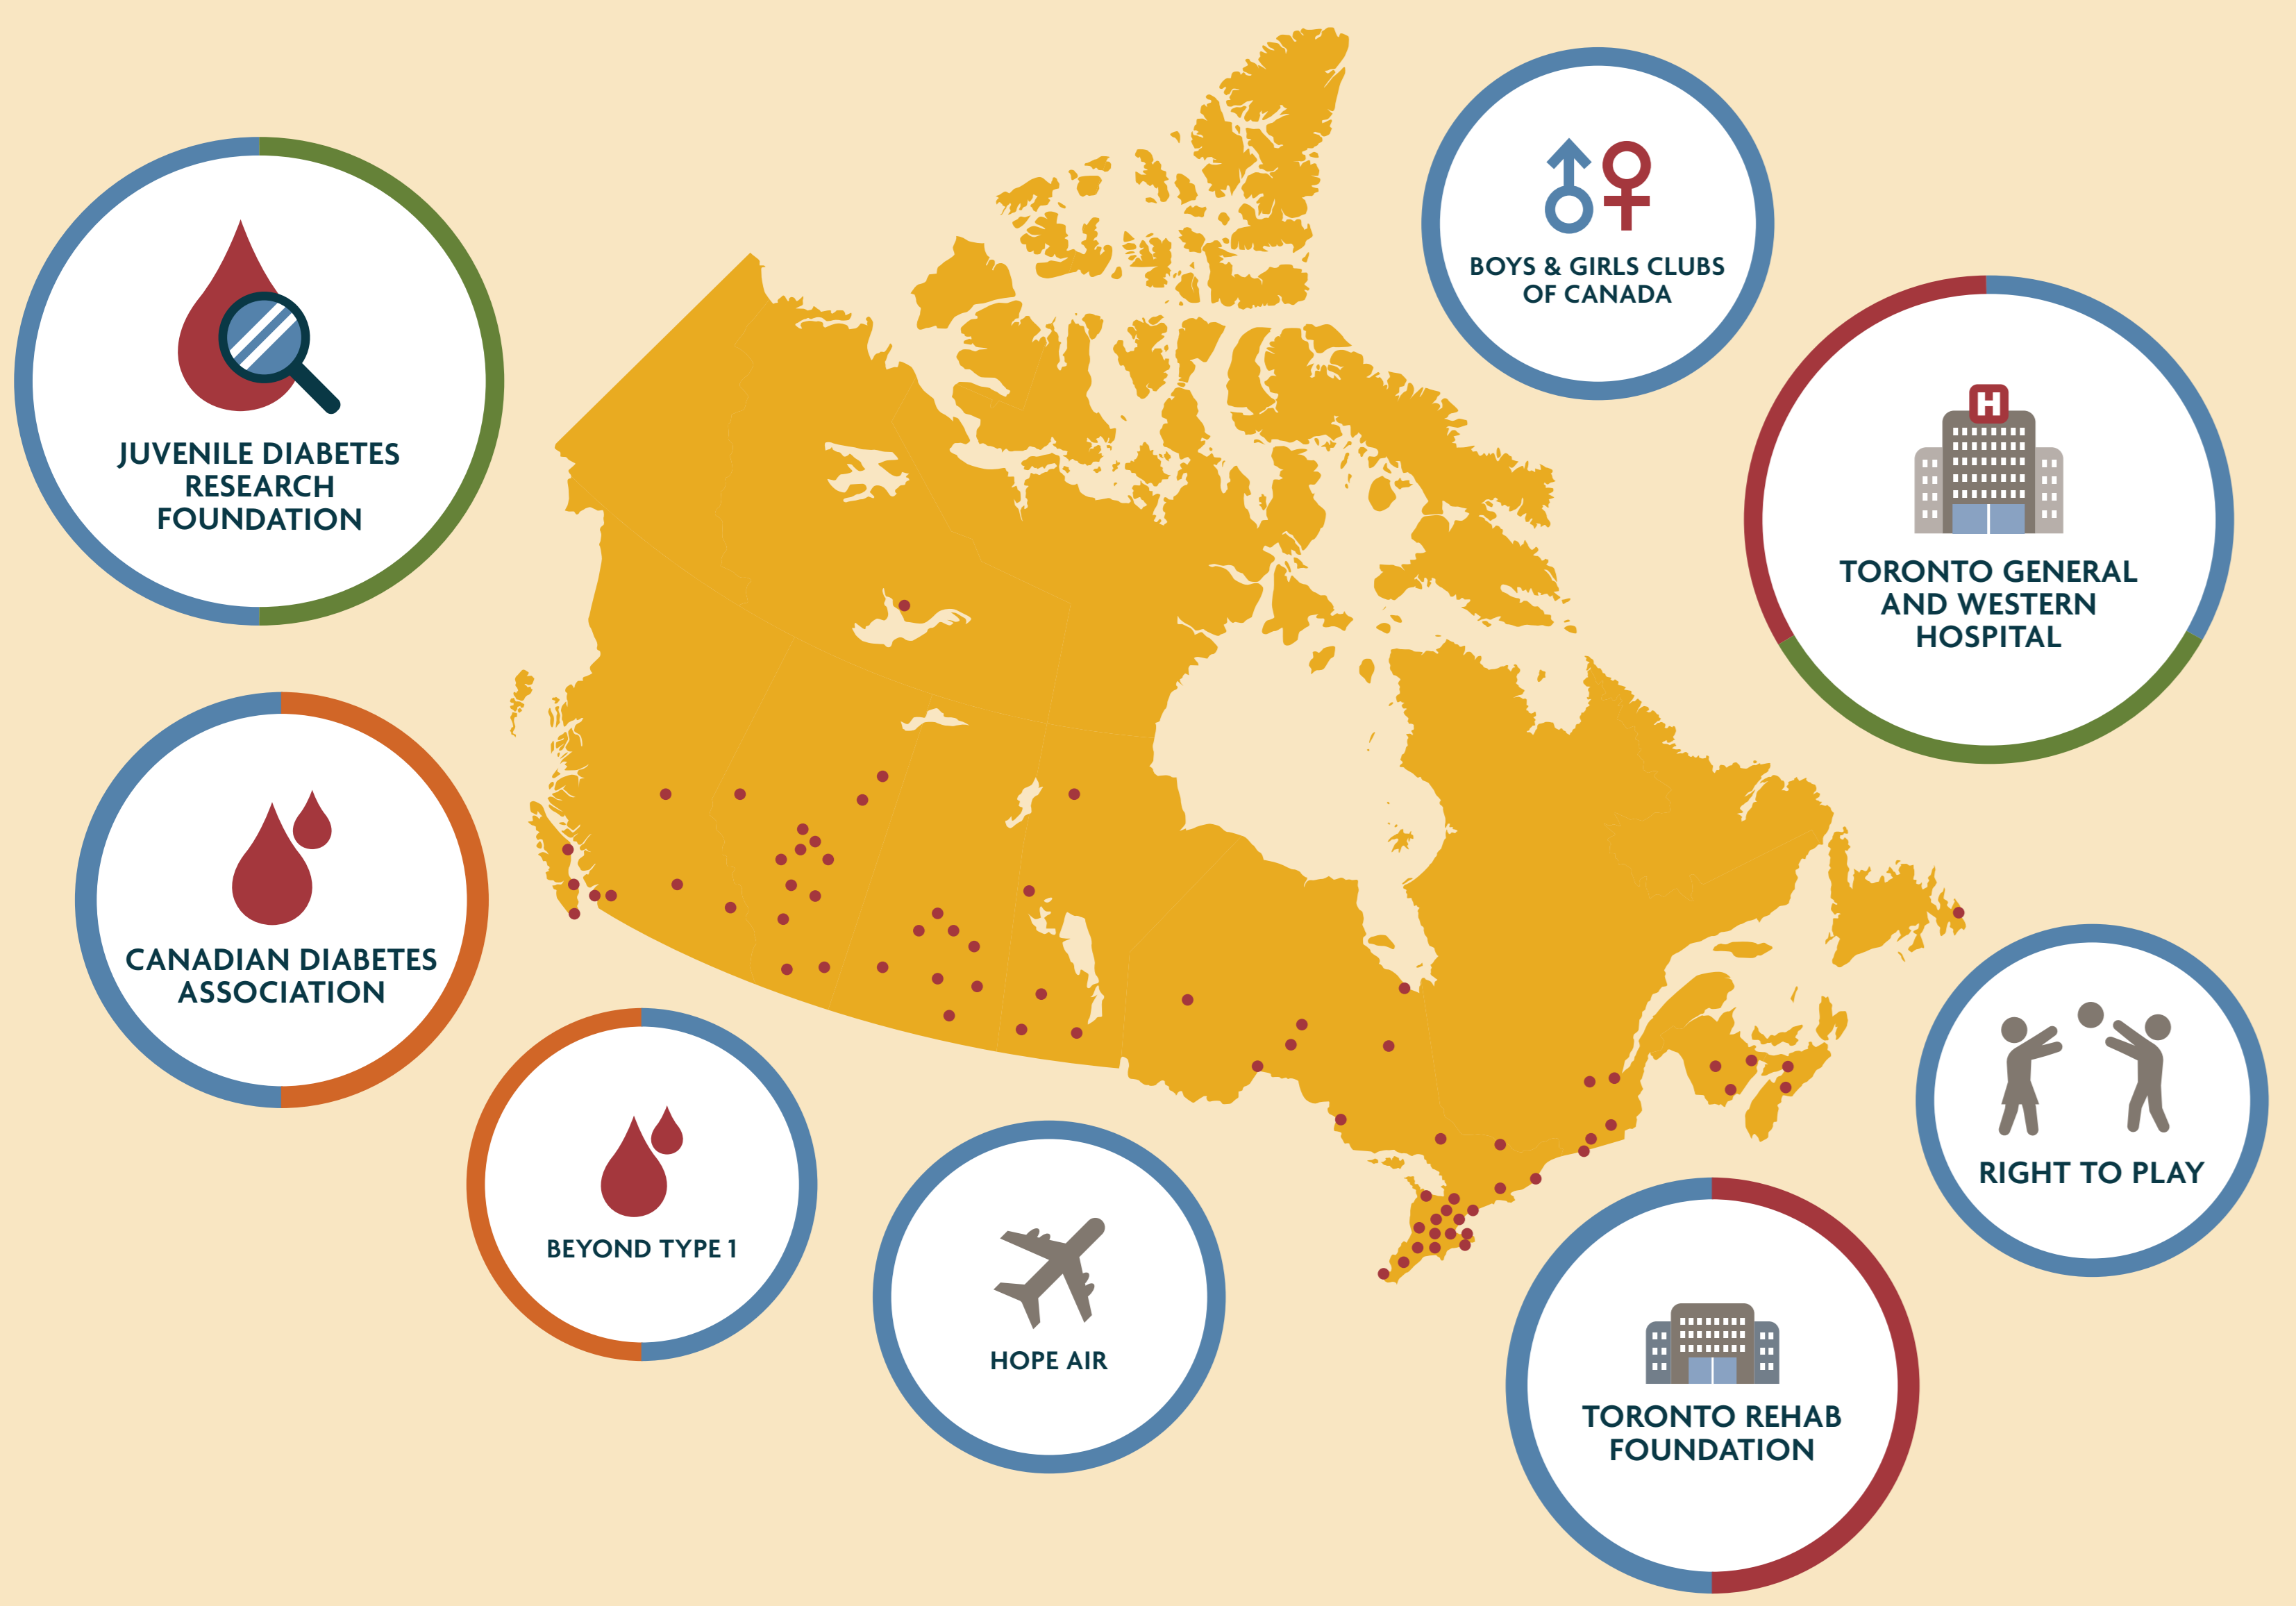 BOYS & GIRLS CLUBS
OF CANADA
JUVENILE DIABETES
RESEARCH
FOUNDATION
H
TORONTO GENERAL
AND WESTERN
HOSPITAL
CANADIAN DIABETES
ASSOCIATION
RIGHT TO PLAY
BEYOND TYPE 1
HOPE AIR
TORONTO REHAB
FOUNDATION